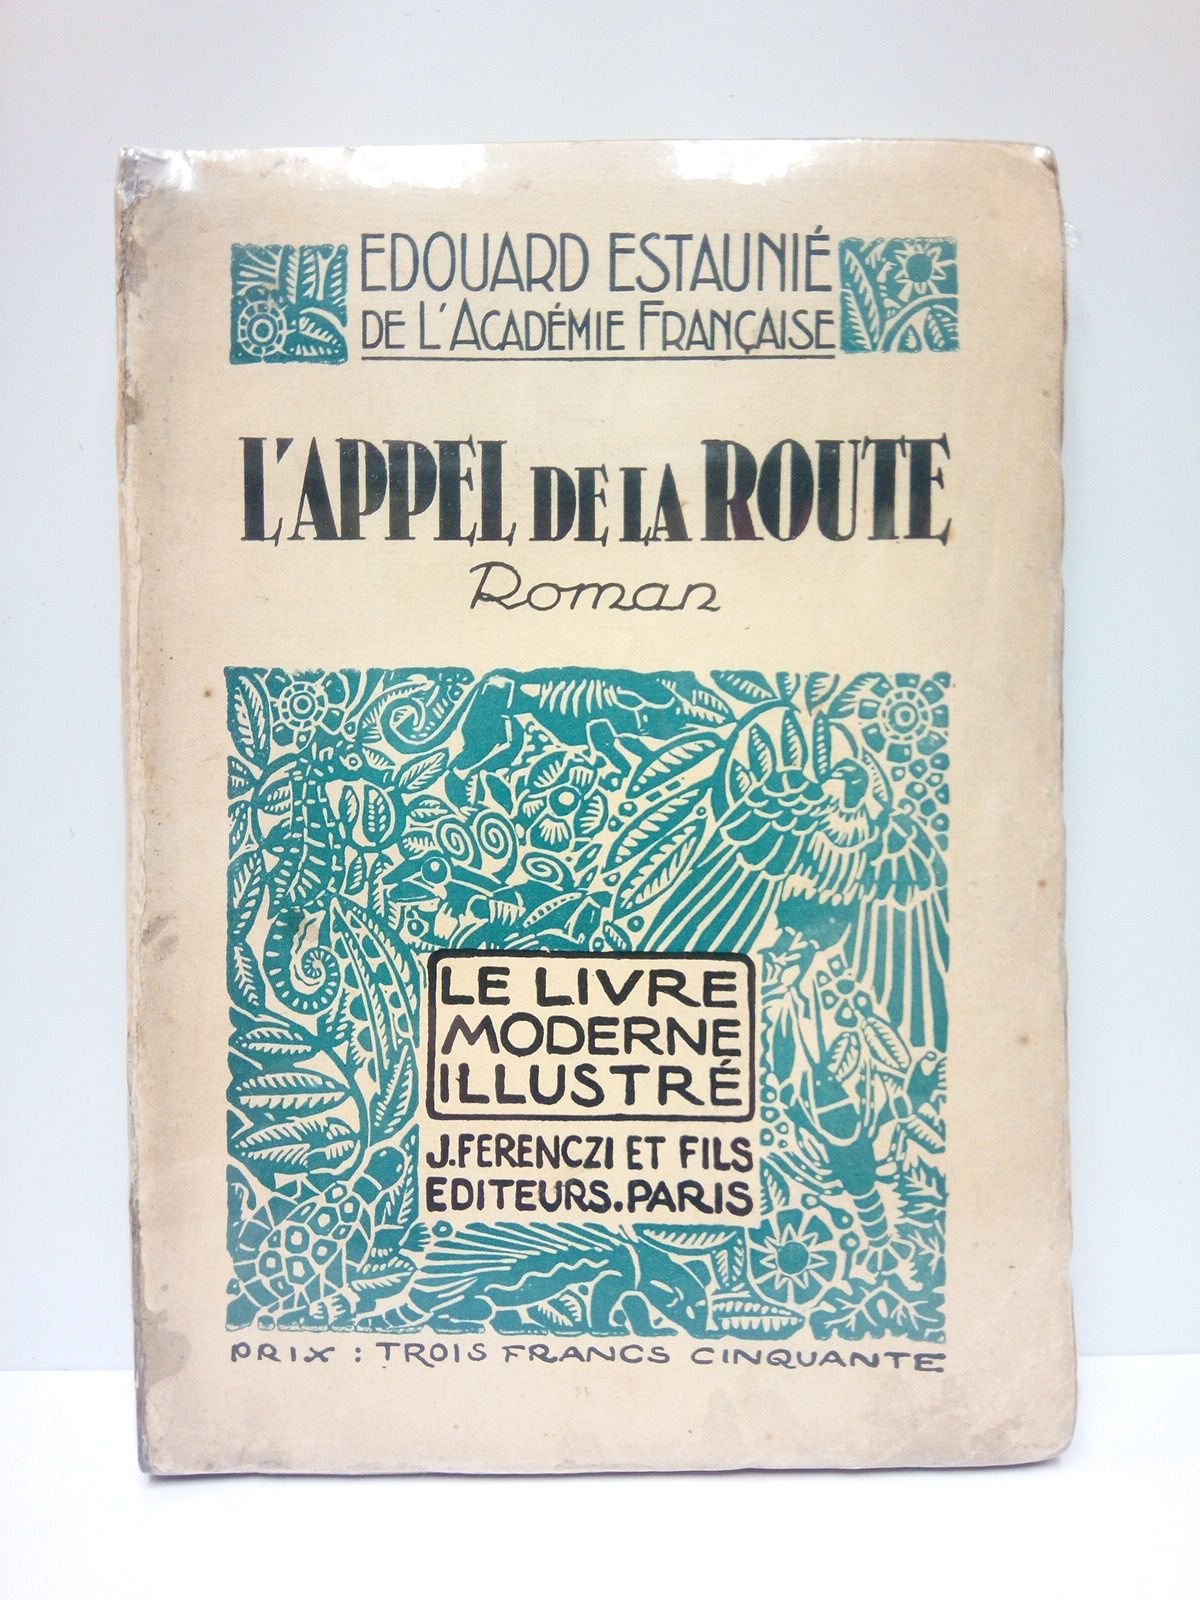 EDOUARD ESTAUNIÉ
DE L'ACADÉMIE FRANÇAISE
L'APPEL DE LA ROUTE
Roman
LE LIVRE
MODERNE
ILLUSTRÉ
J. FERENCZI ET FILS
EDITEURS. PARIS
PRIX : TROIS FRANCS CINQUANTE